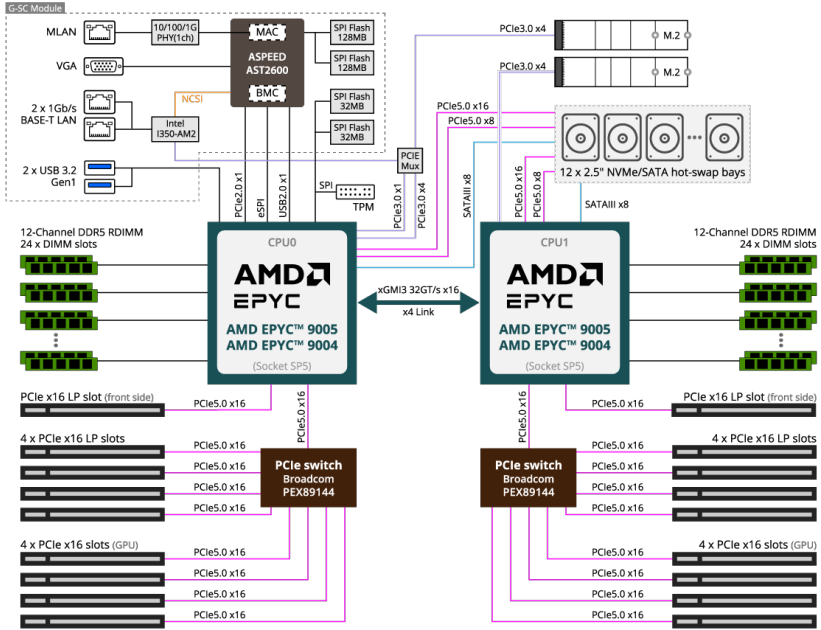 G-SC Module
MLAN
10/100/1G
PHY(1ch)
MAC
ASPEED
AST2600
BMC
SPI Flash
128MB
SPI Flash
128MB
SPI Flash
32MB
SPI Flash
32MB
VGA
NCSI
2 x 1Gb/s
BASE-T LAN
Intel
I350-AM2
2 x USB 3.2
Gen1
PCIe2.0 x1
eSPI
USB2.0 x1
SPI
TPM
PCIE
Mux
PCIe3.0 x1
PCIe3.0 x4
PCIe3.0 x4
M.2
PCIe3.0 x4
M.2
PCIe5.0 x16
PCIe5.0 x8
SATAIII x8
PCIe5.0 x16
PCIe5.0 x8
SATAIII x8
12 x 2.5" NVMe/SATA hot-swap bays
12-Channel DDR5 RDIMM
24 x DIMM slots
CPU0
AMD
EPYC
AMD EPYC™ 9005
AMD EPYC™ 9004
(Socket SP5)
xGMI3 32GT/s x16
x4 Link
CPU1
AMD
EPYC
AMD EPYC™ 9005
AMD EPYC™ 9004
(Socket SP5)
12-Channel DDR5 RDIMM
24 x DIMM slots
PCIe x16 LP slot (front side)
PCIe5.0 x16
PCIe5.0 x16
4 x PCIe x16 LP slots
PCIe5.0 x16
PCIe5.0 x16
PCIe5.0 x16
PCIe5.0 x16
PCIe switch
Broadcom
PEX89144
4 x PCIe x16 slots (GPU)
PCIe5.0 x16
PCIe5.0 x16
PCIe5.0 x16
PCIe5.0 x16
PCIe x16 LP slot (front side)
PCIe5.0 x16
PCIe5.0 x16
4 x PCIe x16 LP slots
PCIe5.0 x16
PCIe5.0 x16
PCIe5.0 x16
PCIe5.0 x16
PCIe switch
Broadcom
PEX89144
4 x PCIe x16 slots (GPU)
PCIe5.0 x16
PCIe5.0 x16
PCIe5.0 x16
PCIe5.0 x16